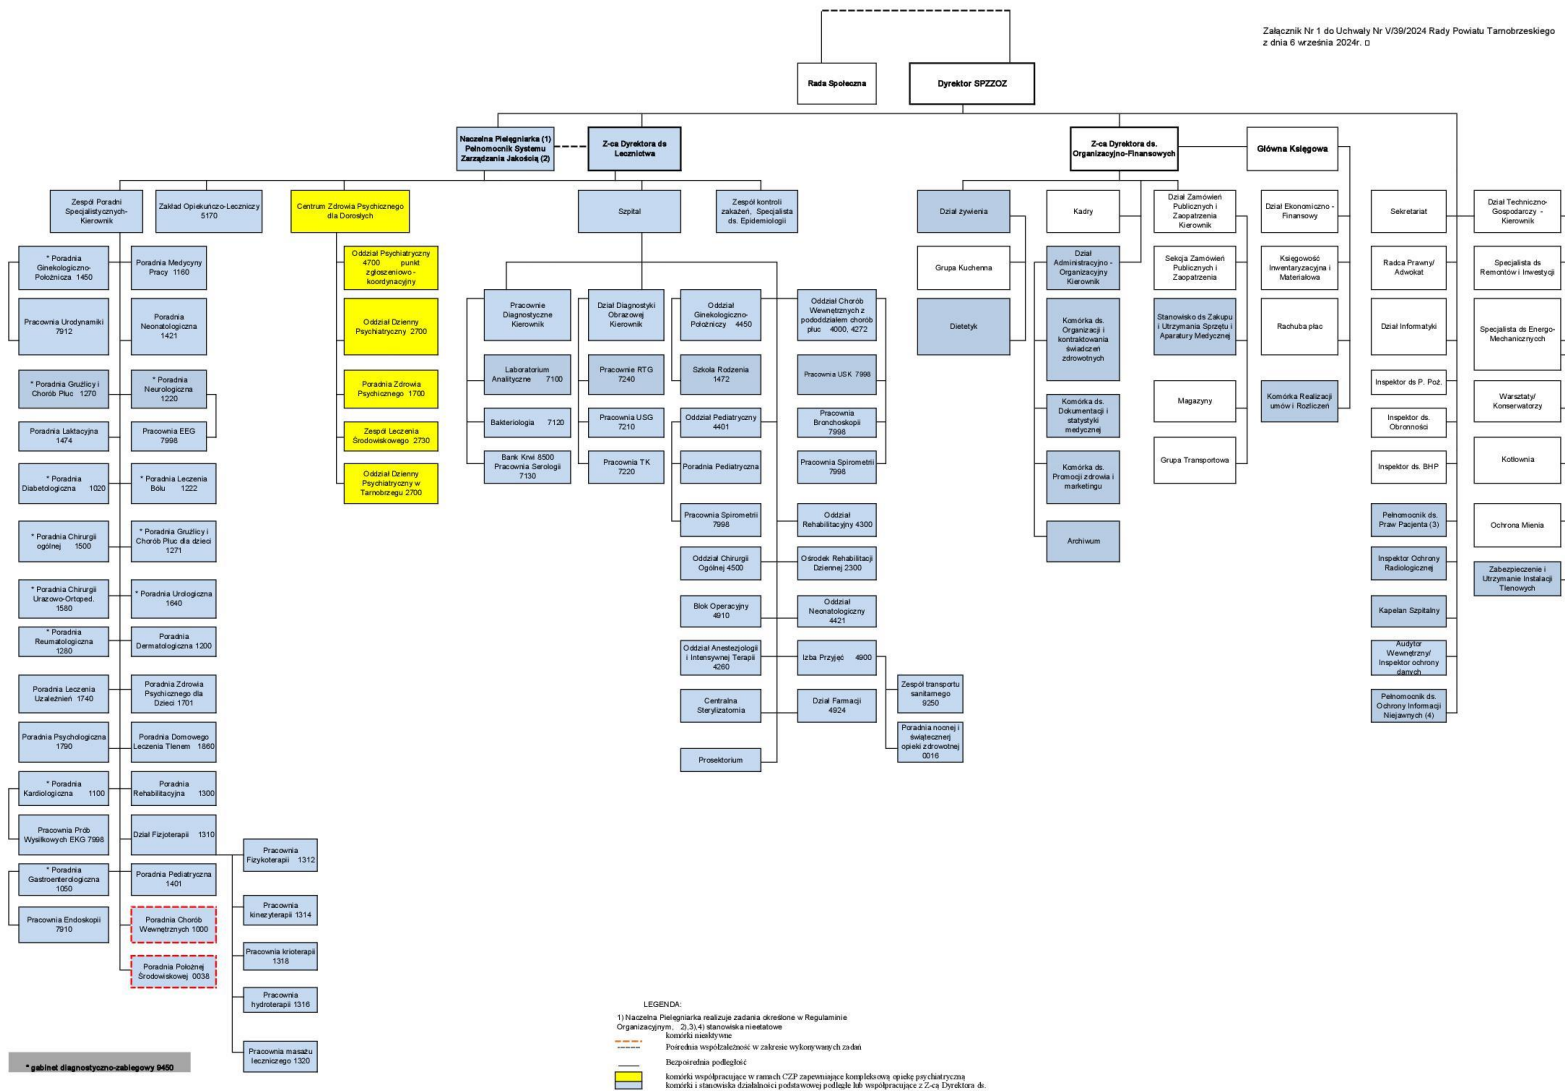 Załącznik Nr 1 do Uchwały Nr V/39/2024 Rady Powiatu Tarnobrzeskiego
z dnia 6 września 2024r.
Rada Społeczna
Dyrektor SPZZOZ
Naczelna Pielęgniarka (1)
Pełnomocnik Systemu
Zarządzania Jakością (2)
Z-ca Dyrektora ds
Lecznictwa
Z-ca Dyrektora ds.
Organizacyjno-Finansowych
Główna Księgowa
Zespół Poradni
Specjalistycznych-
Kierownik
Zakład Opiekuńczo-Leczniczy
5170
Centrum Zdrowia Psychicznego
dla Dorosłych
Szpital
Zespół kontroli
zakażeń, Specjalista
ds. Epidemiologii
Dział żywienia
Kadry
Dział Zamówień
Publicznych i
Zaopatrzenia
Kierownik
Dział Ekonomiczno -
Finansowy
Sekretariat
Dział Techniczno-
Gospodarczy -
Kierownik
* Poradnia
Ginekologiczno-
Położnicza 1450
Poradnia Medycyny
Pracy 1160
Pracownia Urodynamiki
7912
Poradnia
Neonatologiczna
1421
* Poradnia Gruźlicy i
Chorób Płuc 1270
* Poradnia
Neurologiczna
1220
Poradnia Laktacyjna
1474
Pracownia EEG
7998
* Poradnia
Diabetologiczna 1020
* Poradnia Leczenia
Bólu 1222
* Poradnia Chirurgii
ogólnej 1500
* Poradnia Gruźlicy i
Chorób Płuc dla dzieci
1271
* Poradnia Chirurgii
Urazowo-Ortoped.
1580
* Poradnia Urologiczna
1640
* Poradnia
Reumatologiczna
1280
Poradnia
Dermatologiczna 1200
Poradnia Leczenia
Uzależnień 1740
Poradnia Zdrowia
Psychicznego dla
Dzieci 1701
Poradnia Psychologiczna
1790
Poradnia Domowego
Leczenia Tlenem 1860
* Poradnia
Kardiologiczna 1100
Poradnia
Rehabilitacyjna 1300
Pracownia Prób
Wysiłkowych EKG 7998
Dział Fizjoterapii 1310
* Poradnia
Gastroenterologiczna
1050
Poradnia Pediatryczna
1401
Pracownia Endoskopii
7910
Poradnia Chorób
Wewnętrznych 1000
Poradnia Położnej
Środowiskowej 0038
Pracownia
Fizykoterapii 1312
Pracownia
kinezyterapii 1314
Pracownia krioterapii
1318
Pracownia
hydroterapii 1316
Pracownia masażu
leczniczego 1320
* gabinet diagnostyczno-zabiegowy 9450
Oddział Psychiatryczny
4700 punkt
zgłoszeniowo -
koordynacyjny
Oddział Dzienny
Psychiatryczny 2700
Poradnia Zdrowia
Psychicznego 1700
Zespół Leczenia
Środowiskowego 2730
Oddział Dzienny
Psychiatryczny w
Tarnobrzegu 2700
Pracownie
Diagnostyczne
Kierownik
Laboratorium
Analityczne 7100
Bakteriologia 7120
Bank Krwi 8500
Pracownia Serologii
7130
Dział Diagnostyki
Obrazowej
Kierownik
Pracownie RTG
7240
Pracownia USG
7210
Pracownia TK
7220
Oddział
Ginekologiczno-
Położniczy 4450
Szkoła Rodzenia
1472
Oddział Pediatryczny
4401
Poradnia Pediatryczna
Pracownia Spirometrii
7998
Oddział Chirurgii
Ogólnej 4500
Blok Operacyjny
4910
Oddział Anestezjologii
i Intensywnej Terapii
4260
Centralna
Sterylizatornia
Prosektorium
Oddział Chorób
Wewnętrznych z
pododdziałem chorób
płuc 4000, 4272
Pracownia USK 7998
Pracownia
Bronchoskopii
7998
Pracownia Spirometrii
7998
Oddział
Rehabilitacyjny 4300
Ośrodek Rehabilitacji
Dziennej 2300
Oddział
Neonatologiczny
4421
Izba Przyjęć 4900
Dział Farmacji
4924
Zespół transportu
sanitarnego
9250
Poradnia nocnej i
świątecznerj
opieki zdrowotnej
0016
Grupa Kuchenna
Dietetyk
Dział
Administracyjno -
Organizacyjny
Kierownik
Komórka ds.
Organizacji i
kontraktowania
świadczeń
zdrowotnych
Komórka ds.
Dokumentacji i
statystyki
medycznej
Komórka ds.
Promocji zdrowia i
marketingu
Archiwum
Sekcja Zamówień
Publicznych i
Zaopatrzenia
Stanowisko ds Zakupu
i Utrzymania Sprzętu i
Aparatury Medycznej
Magazyny
Grupa Transportowa
Księgowość
Inwentaryzacyjna i
Materiałowa
Rachuba płac
Komórka Realizacji
umów i Rozliczeń
Radca Prawny/
Adwokat
Dział Informatyki
Inspektor ds P. Poż.
Inspektor ds.
Obronności
Inspektor ds. BHP
Pełnomocnik ds.
Praw Pacjenta (3)
Inspektor Ochrony
Radiologicznej
Kapelan Szpitalny
Audytor
Wewnętrzny/
Inspektor ochrony
danych
Pełnomocnik ds.
Ochrony Informacji
Niejawnych (4)
Specjalista ds
Remontów i Inwestycji
Specjalista ds Energo-
Mechanicznycch
Warsztaty/
Konserwatorzy
Kotłownia
Ochrona Mienia
Zabezpieczenie i
Utrzymanie Instalacji
Tlenowych
LEGENDA:
1) Naczelna Pielęgniarka realizuje zadania określone w Regulaminie
Organizacyjnym, 2),3),4) stanowiska nieetatowe
komórki nieaktywne
Pośrednia współzależność w zakresie wykonywanych zadań
Bezpośrednia podległość
komórki współpracujące w ramach CZP zapewniające kompleksową opiekę psychiatryczną
komórki i stanowiska działalności podstawowej podległe lub współpracujące z Z-cą Dyrektora ds.